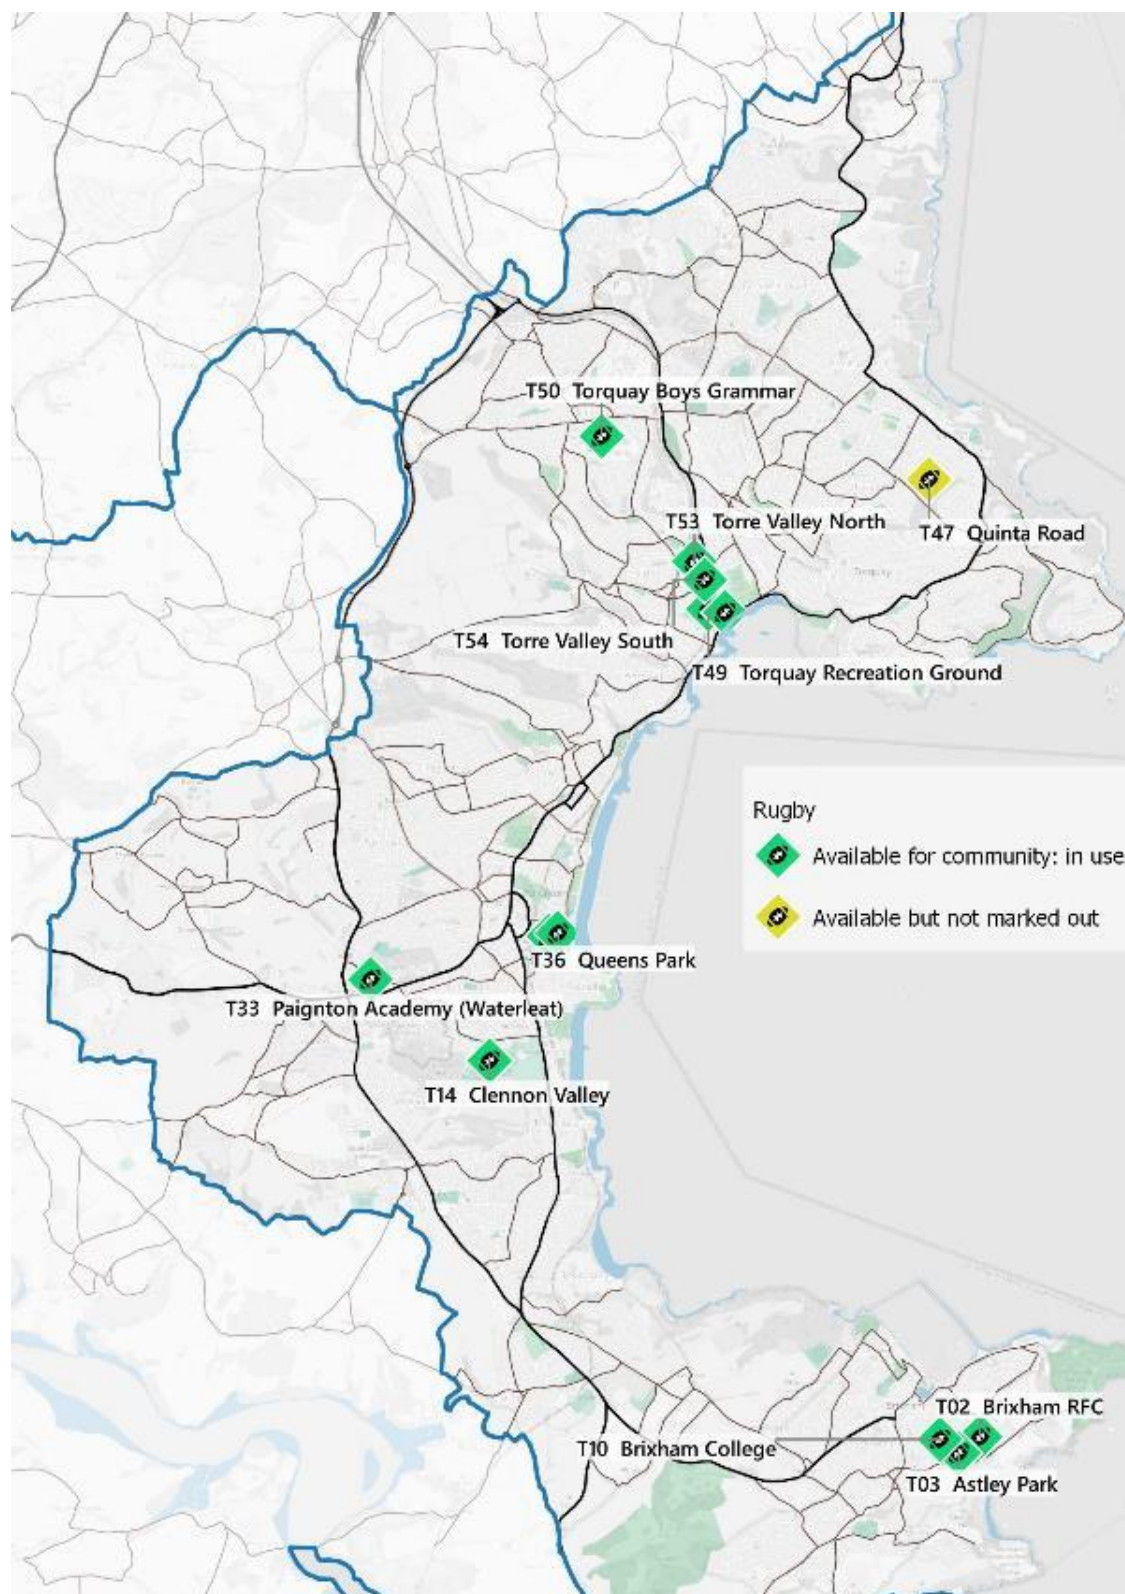 T50 Torquay Boys Grammar
T53 Torre Valley North
T47 Quinta Road
T54 Torre Valley South
T49 Torquay Recreation Ground
Rugby
Available for community: in use
Available but not marked out
T36 Queens Park
T33 Paignton Academy (Waterleat)
T14 Clennon Valley
T02 Brixham RFC
T10 Brixham College
T03 Astley Park